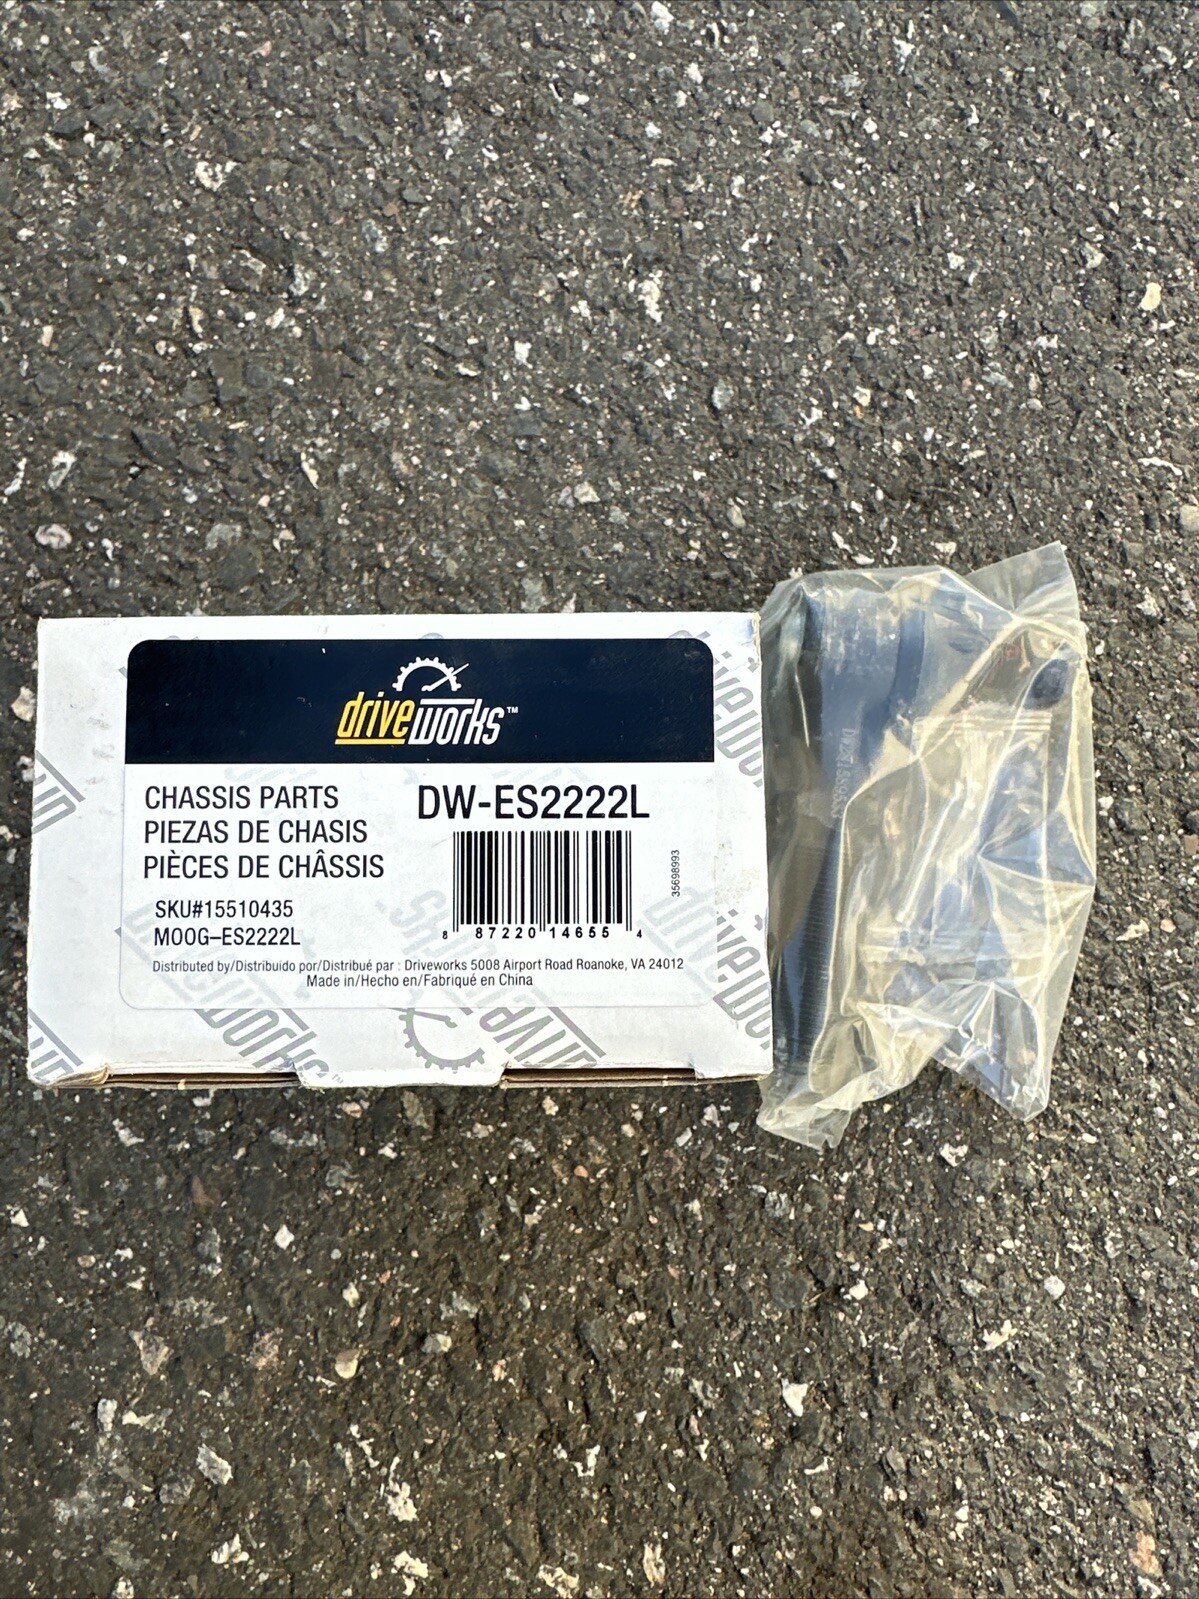 driveworks™
CHASSIS PARTS
PIEZAS DE CHASIS
PIÈCES DE CHÂSSIS
DW-ES2222L
SKU#15510435
MOOG-ES2222L
8 87220 14655 4
35698993
Distributed by/Distribuido por/Distribué par : Driveworks 5008 Airport Road Roanoke, VA 24012
Made in/Hecho en/Fabriqué en China